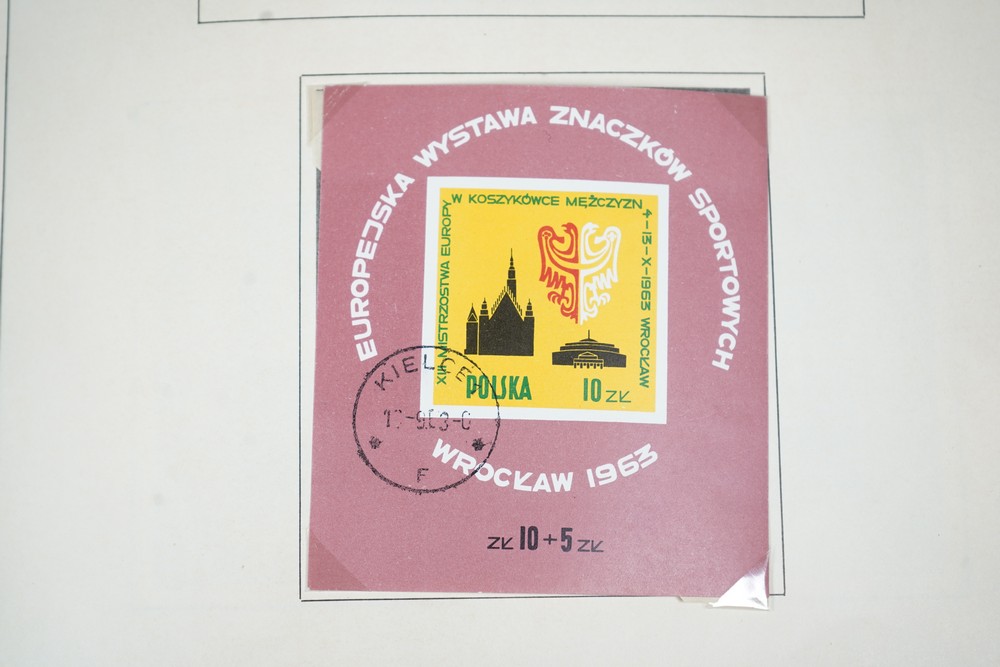 EUROPEJSKA WYSTAWA ZNACZKÓW SPORTOWYCH
XIII MISTRZOSTWA EUROPY
W KOSZYKÓWCE MĘŻCZYZN
4-13-X-1963 WROCŁAW
POLSKA 10 ZŁ
KIELCE
F
WROCŁAW 1963
ZŁ 10+5 ZŁ